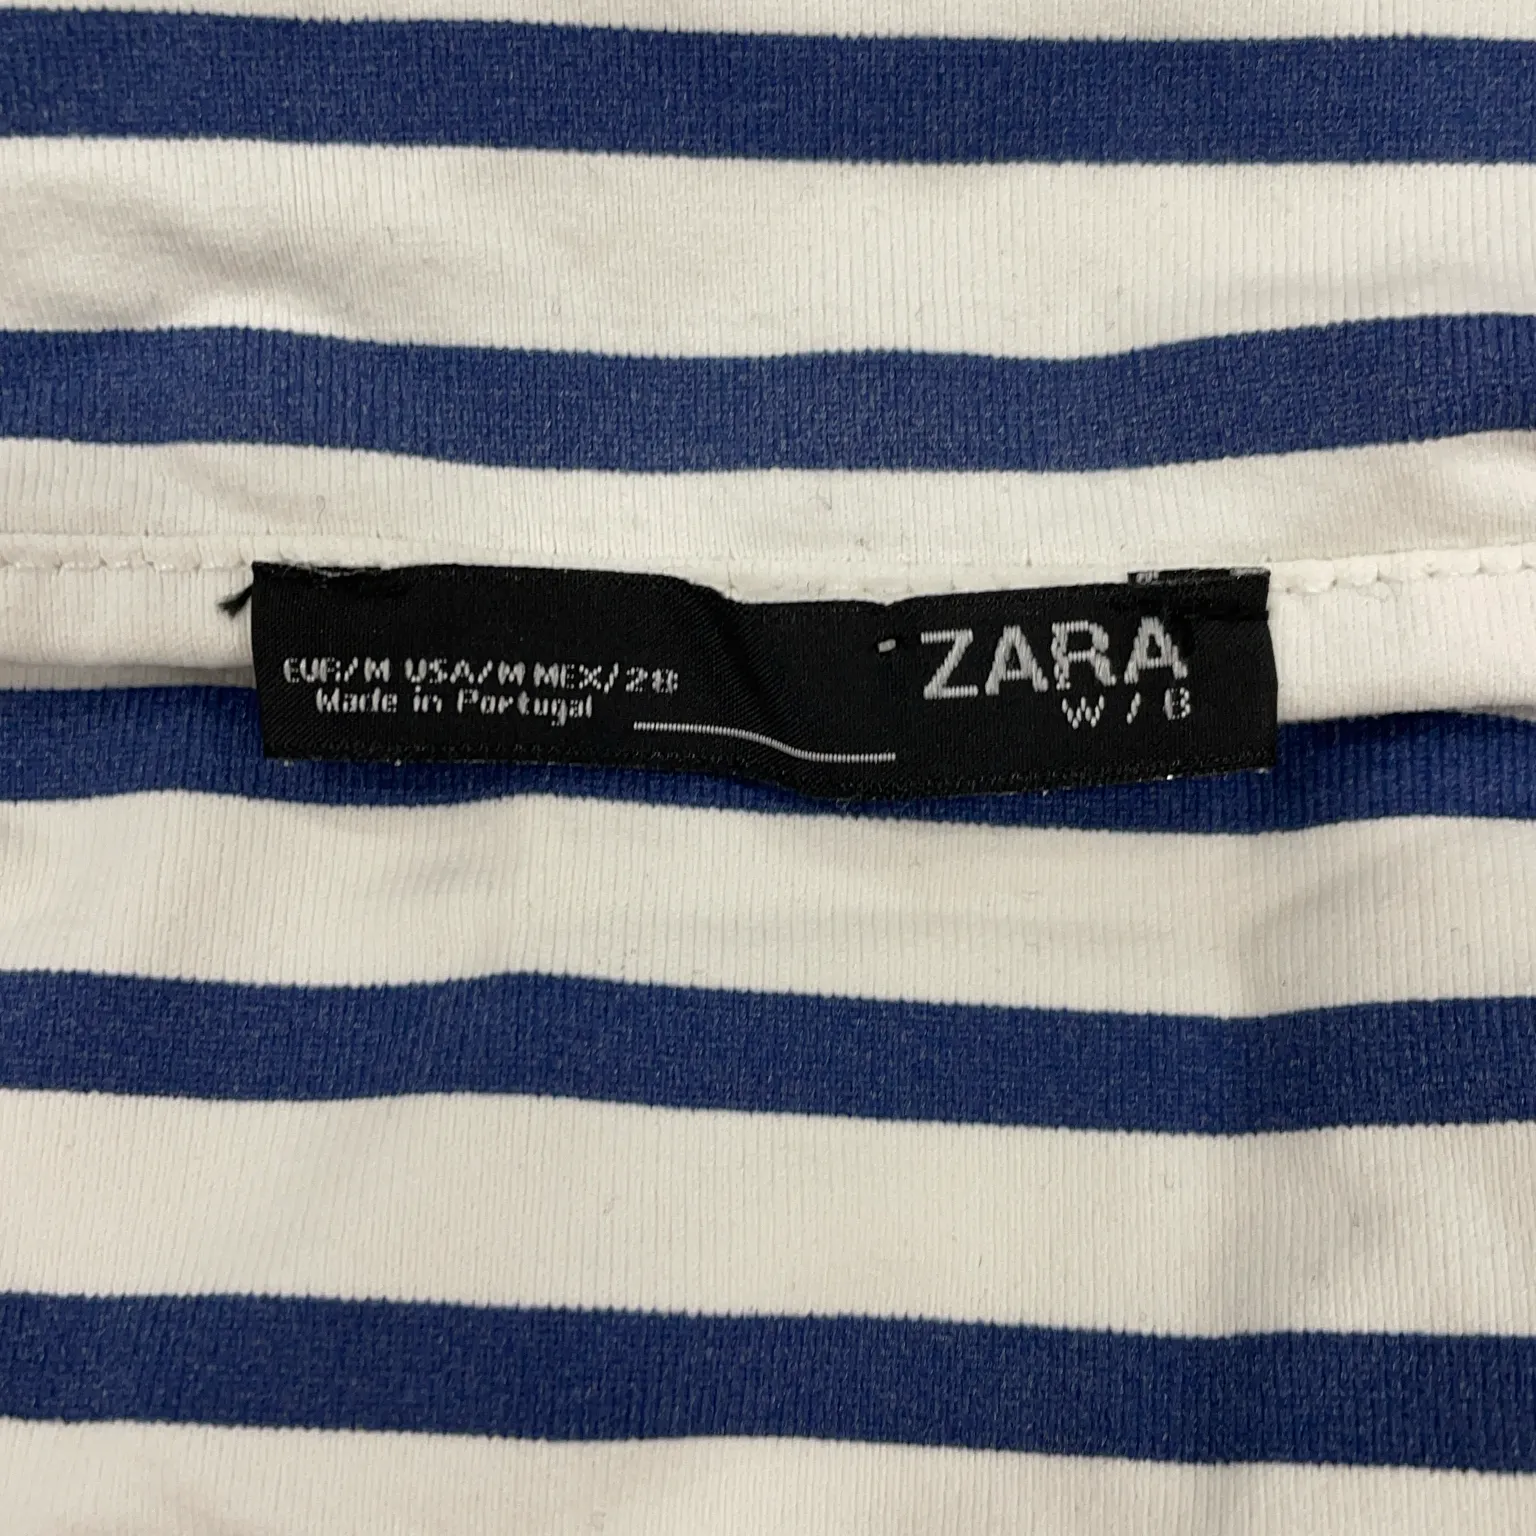 EUR/M USA/M MEX/28
Made in Portugal
ZARA
W / B